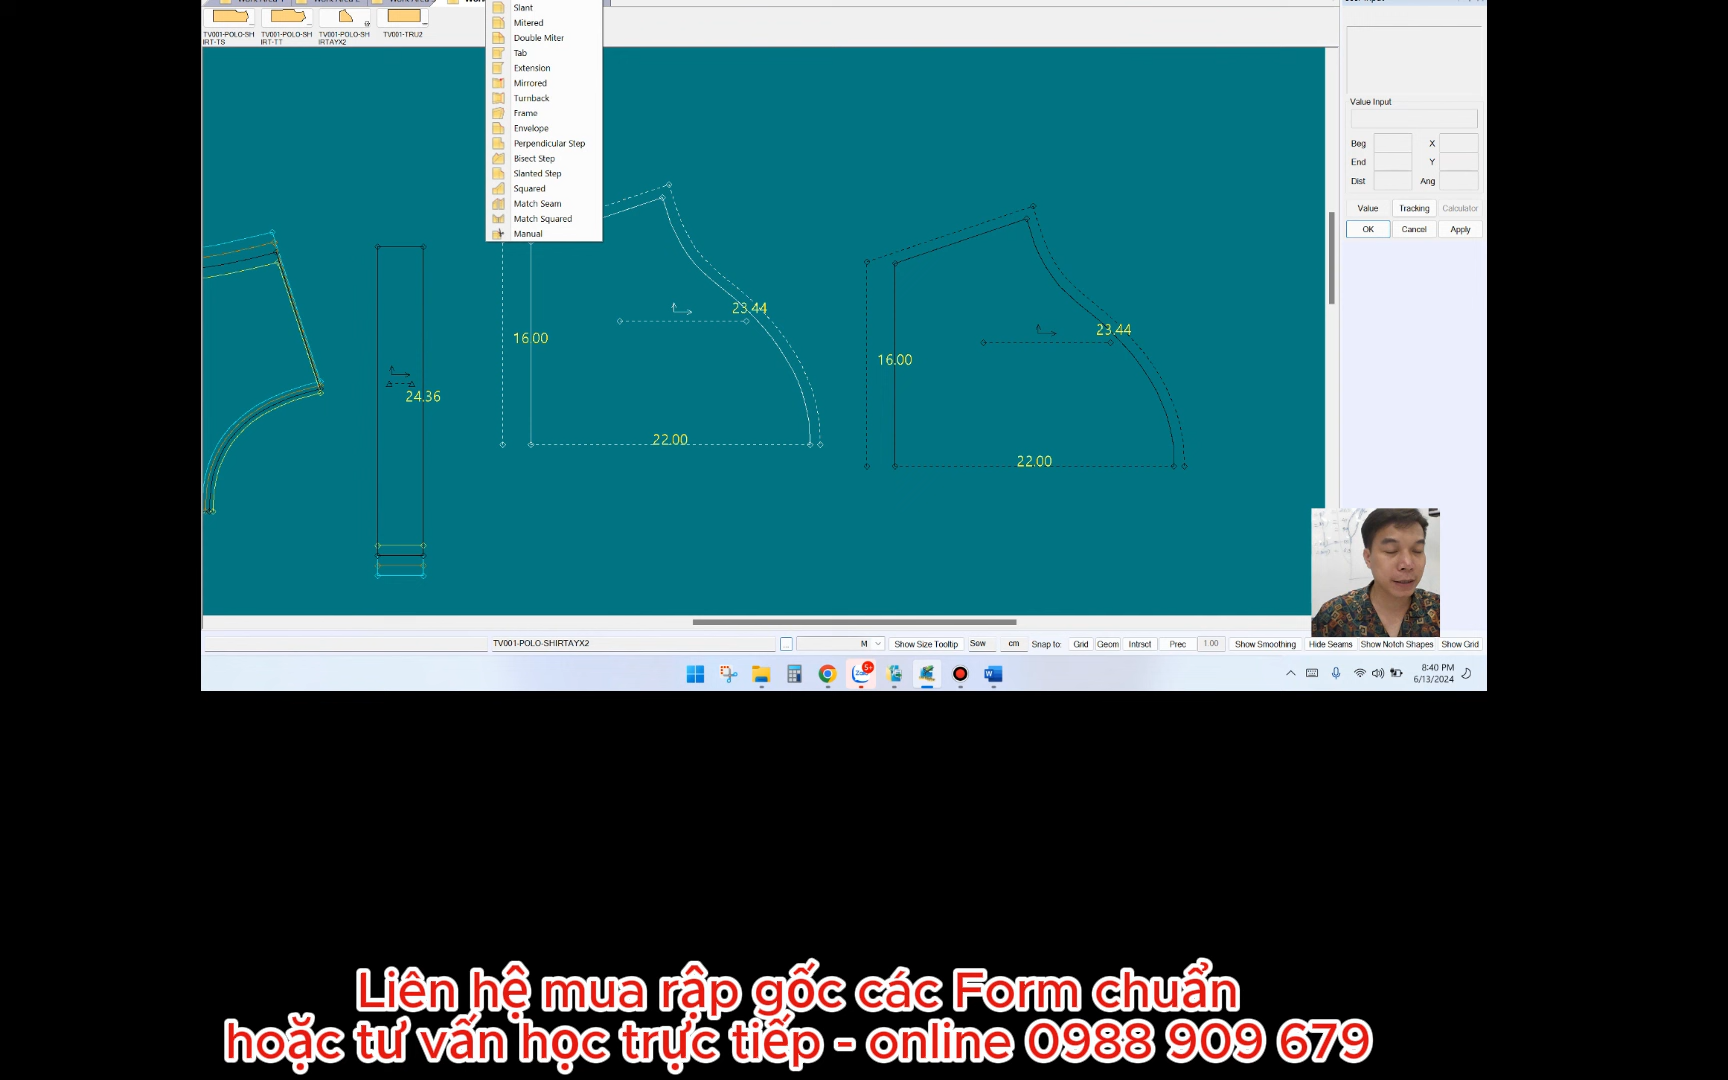 Slant
Mitered
Double Miter
Tab
Extension
Mirrored
Turnback
Frame
Envelope
Perpendicular Step
Bisect Step
Slanted Step
Squared
Match Seam
Match Squared
Manual
TV001-POLO-SH
IRT-TS
TV001-POLO-SH
IRT-TT
TV001-POLO-SH
IRTAYX2
TV001-TRU2
24.36
16.00
23.44
22.00
16.00
23.44
22.00
Value Input
Beg
X
End
Y
Dist
Ang
Value
Tracking
Calculator
OK
Cancel
Apply
TV001-POLO-SHIRTAYX2
...
M
Show Size Tooltip
Sew
cm
Snap to:
Grid
Geom
Intrsct
Prec
1.00
Show Smoothing
Hide Seams
Show Notch Shapes
Show Grid
Zalo
5+
8:40 PM
6/13/2024
Liên hệ mua rập gốc các Form chuẩn
hoặc tư vấn học trực tiếp - online 0988 909 679